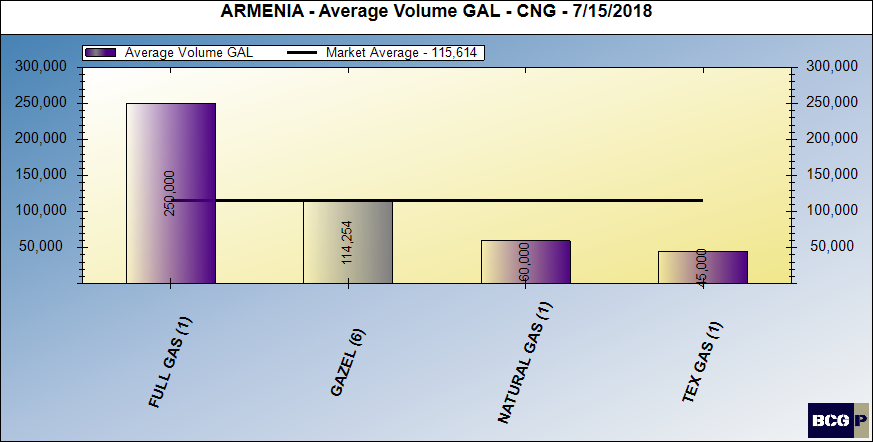 ARMENIA - Average Volume GAL - CNG - 7/15/2018
Average Volume GAL
Market Average - 115,614
300,000
300,000
250,000
250,000
200,000
200,000
150,000
150,000
100,000
100,000
50,000
50,000
250,000
114,254
60,000
45,000
FULL GAS (1)
GAZEL (6)
NATURAL GAS (1)
TEX GAS (1)
BCG P